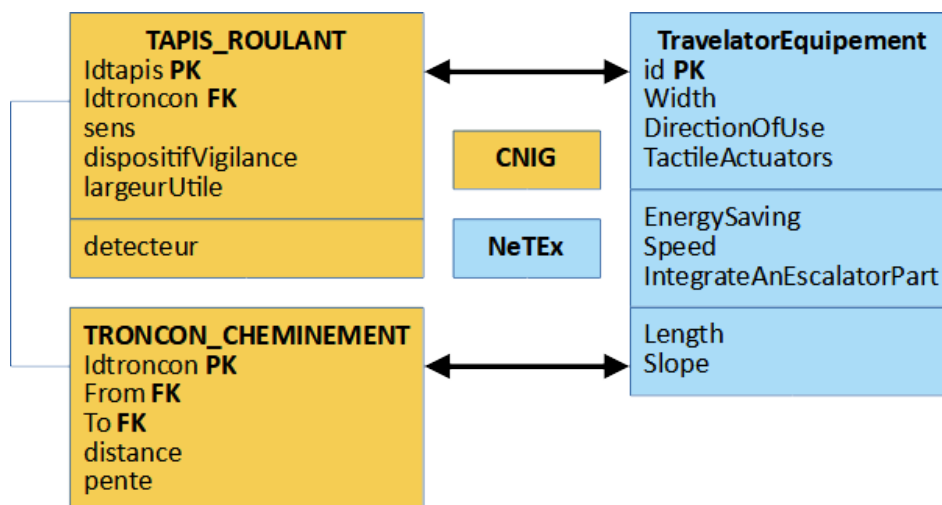 TAPIS_ROULANT
Idtapis PK
Idtroncon FK
sens
dispositifVigilance
largeurUtile
detecteur
TRONCON_CHEMINEMENT
Idtroncon PK
From FK
To FK
distance
pente
CNIG
NeTEx
TravelatorEquipement
id PK
Width
DirectionOfUse
TactileActuators
EnergySaving
Speed
IntegrateAnEscalatorPart
Length
Slope